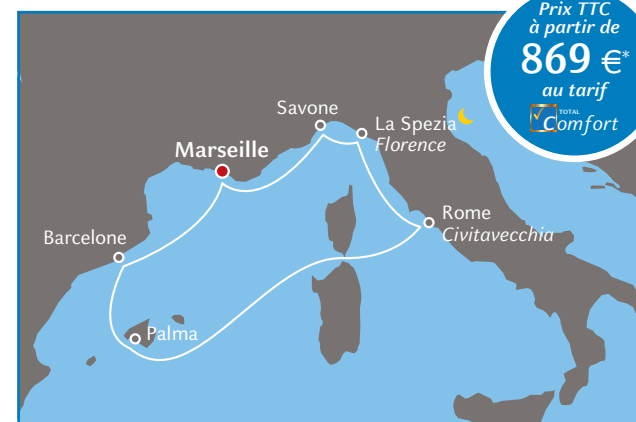 Prix TTC
à partir de
869 €*
au tarif
TOTAL
Comfort
Savone
La Spezia
Florence
Marseille
Rome
Civitavecchia
Barcelone
Palma